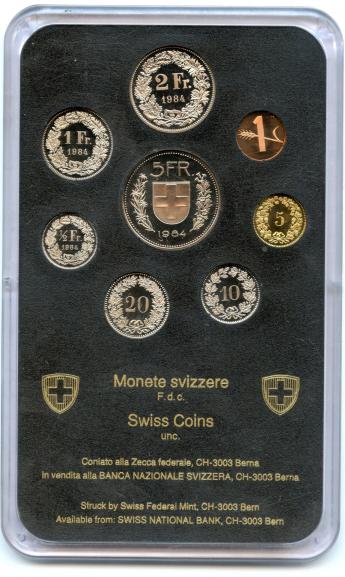 2 Fr.
1984
1 Fr.
1984
1
5 FR.
1984
5
½ Fr.
1984
20
10
Monete svizzere
F. d. c.
Swiss Coins
unc.
Coniato alla Zecca federale, CH-3003 Berna
In vendita alla BANCA NAZIONALE SVIZZERA, CH-3003 Berna
Struck by Swiss Federal Mint, CH-3003 Bern
Available from: SWISS NATIONAL BANK, CH-3003 Bern